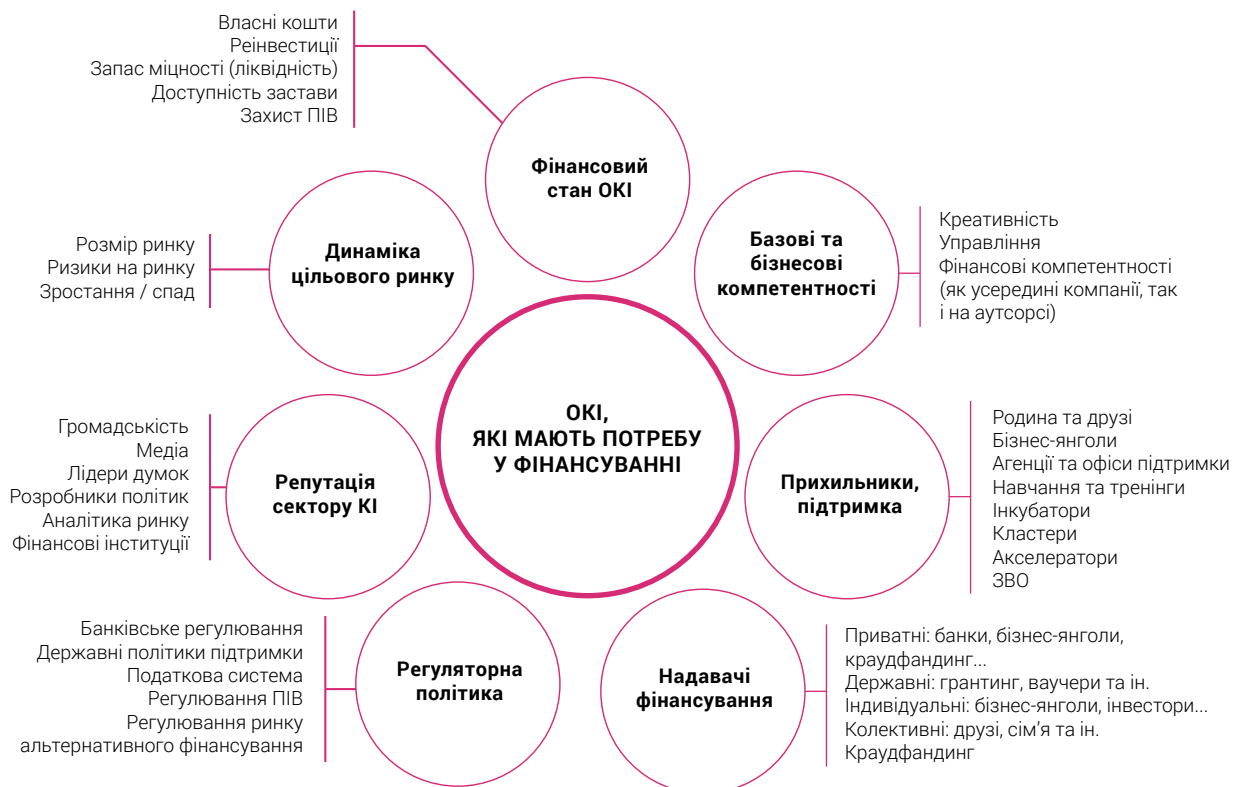 Власні кошти
Реінвестиції
Запас міцності (ліквідність)
Доступність застави
Захист ПІВ
Фінансовий
стан ОКІ
Розмір ринку
Ризики на ринку
Зростання / спад
Динаміка
цільового ринку
Базові та
бізнесові
компетентності
Креативність
Управління
Фінансові компетентності
(як усередині компанії, так
і на аутсорсі)
ОКІ,
ЯКІ МАЮТЬ ПОТРЕБУ
У ФІНАНСУВАННІ
Громадськість
Медіа
Лідери думок
Розробники політик
Аналітика ринку
Фінансові інституції
Репутація
сектору КІ
Прихильники,
підтримка
Родина та друзі
Бізнес-янголи
Агенції та офіси підтримки
Навчання та тренінги
Інкубатори
Кластери
Акселератори
ЗВО
Банківське регулювання
Державні політики підтримки
Податкова система
Регулювання ПІВ
Регулювання ринку
альтернативного фінансування
Регуляторна
політика
Надавачі
фінансування
Приватні: банки, бізнес-янголи,
краудфандинг...
Державні: грантинг, ваучери та ін.
Індивідуальні: бізнес-янголи, інвестори...
Колективні: друзі, сім’я та ін.
Краудфандинг